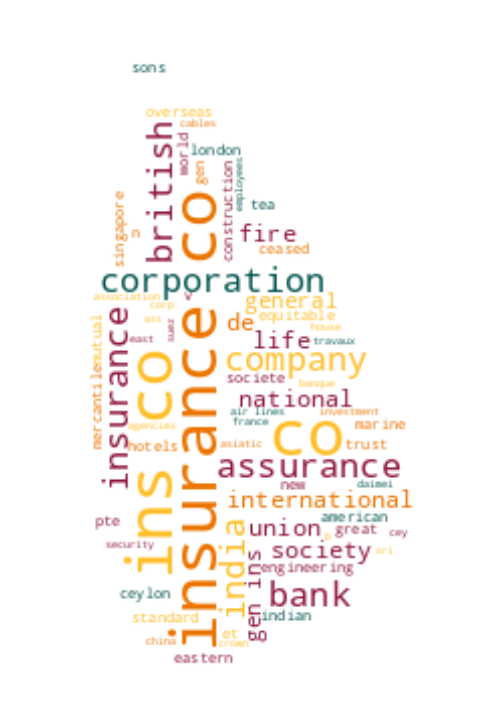 sons
overseas
cables
british
world
london
gen
construction
employees
singapore
n
tea
insurance co
fire
ceased
corporation
association
v
general
corp
equitable
de
ass
suez
house
mutual
insurance
east
life
travaux
ins co
company
mercantile
societe
banque
national
air lines
investment
france
agencies
co
marine
hotels
asiatic
trust
assurance
new
daimei
international
pte
india
american
union
great
cey
security
gen ins
b
society
sri
engineering
ceylon
bank
standard
indian
et
china
crown
eastern